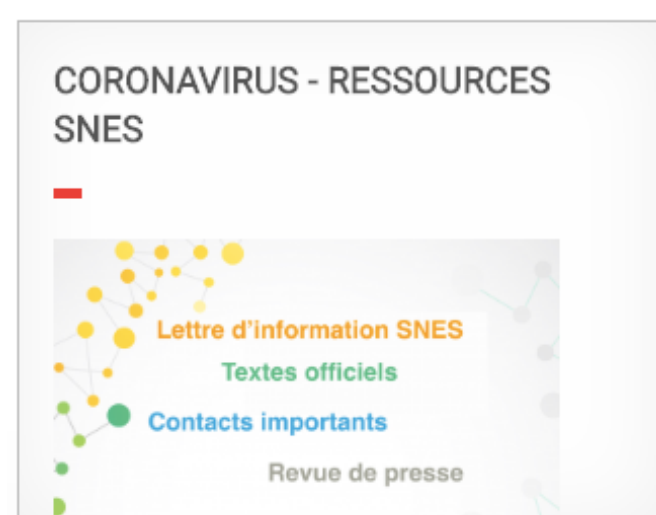 CORONAVIRUS - RESSOURCES
SNES
Lettre d'information SNES
Textes officiels
Contacts importants
Revue de presse